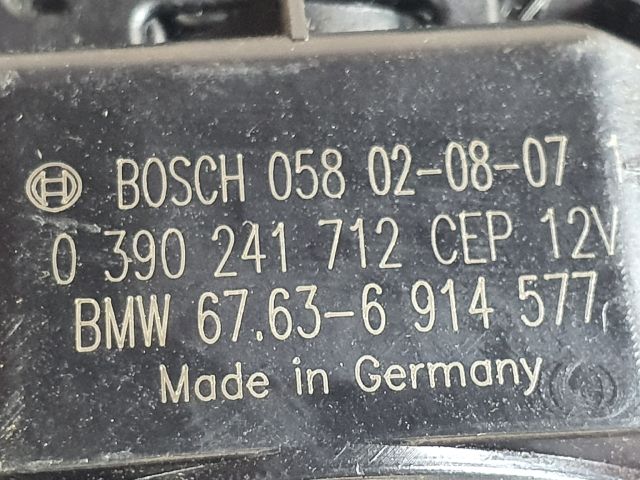 BOSCH 058 02-08-07 1
0 390 241 712 CEP 12V
BMW 67.63-6 914 577
Made in Germany